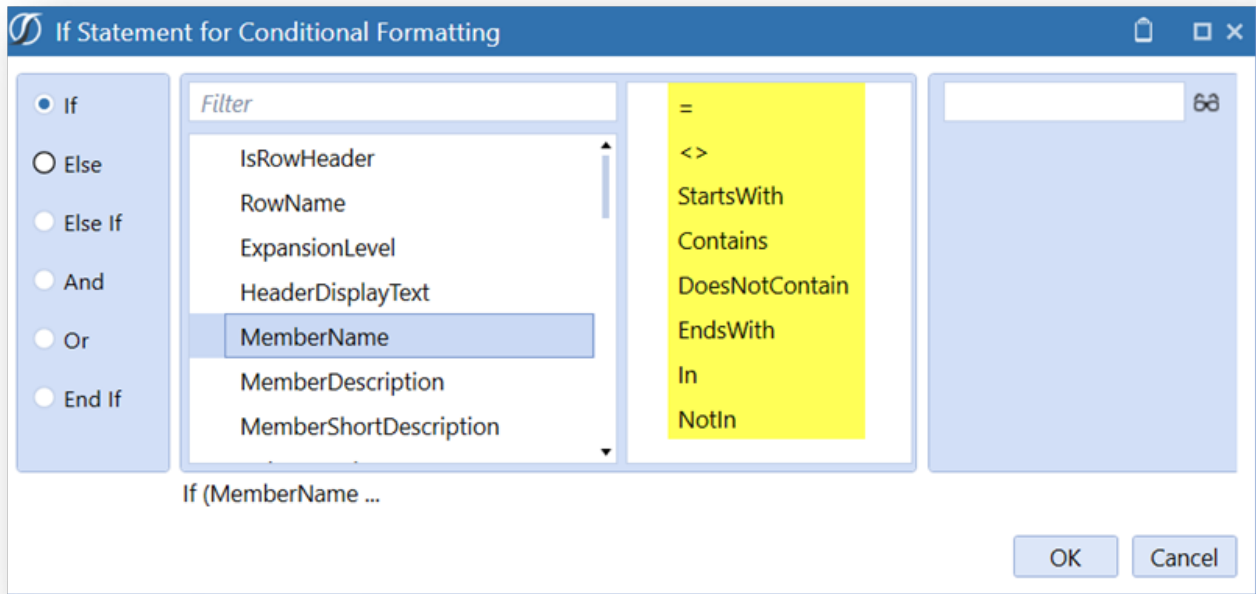 If Statement for Conditional Formatting
If
Else
Else If
And
Or
End If
Filter
IsRowHeader
RowName
ExpansionLevel
HeaderDisplayText
MemberName
MemberDescription
MemberShortDescription
=
<>
StartsWith
Contains
DoesNotContain
EndsWith
In
NotIn
If (MemberName ...
OK
Cancel